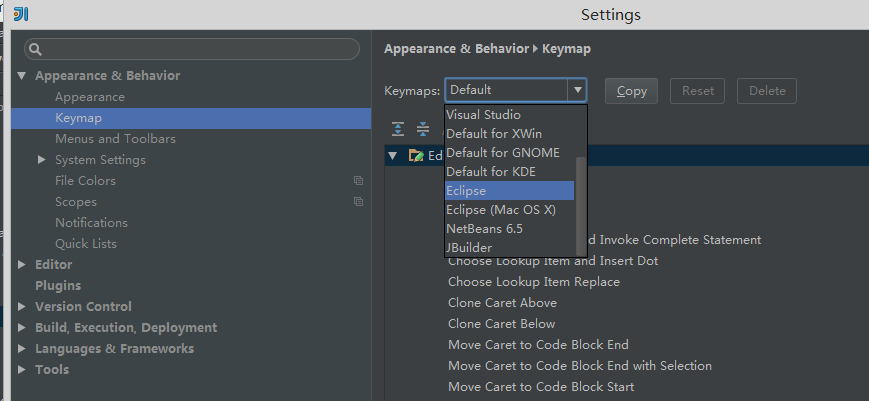 Settings
Appearance & Behavior
Appearance
Keymap
Menus and Toolbars
System Settings
File Colors
Scopes
Notifications
Quick Lists
Editor
Plugins
Version Control
Build, Execution, Deployment
Languages & Frameworks
Tools
Appearance & Behavior › Keymap
Keymaps: Default Copy Reset Delete
Visual Studio
Default for XWin
Default for GNOME
Default for KDE
Eclipse
Eclipse (Mac OS X)
NetBeans 6.5
JBuilder
Ed
d Invoke Complete Statement
Choose Lookup Item and Insert Dot
Choose Lookup Item Replace
Clone Caret Above
Clone Caret Below
Move Caret to Code Block End
Move Caret to Code Block End with Selection
Move Caret to Code Block Start